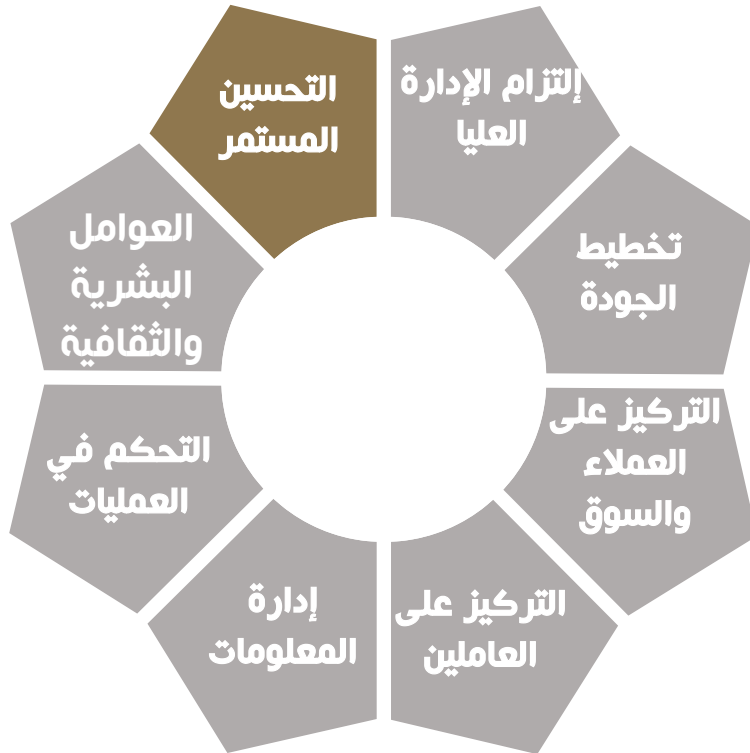 إلتزام الإدارة
العليا
تخطيط
الجودة
التركيز على
العملاء
والسوق
التركيز على
العاملين
إدارة
المعلومات
التحكم في
العمليات
العوامل
البشرية
والثقافية
التحسين
المستمر